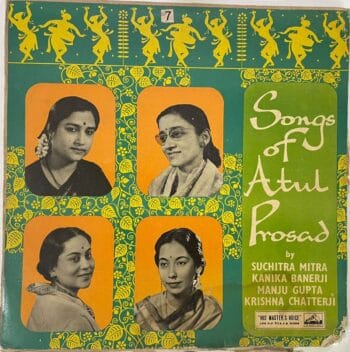 7
Songs
of
Atul
Prosad
by
SUCHITRA MITRA
KANIKA BANERJI
MANJU GUPTA
KRISHNA CHATTERJI
"HIS MASTER'S VOICE"